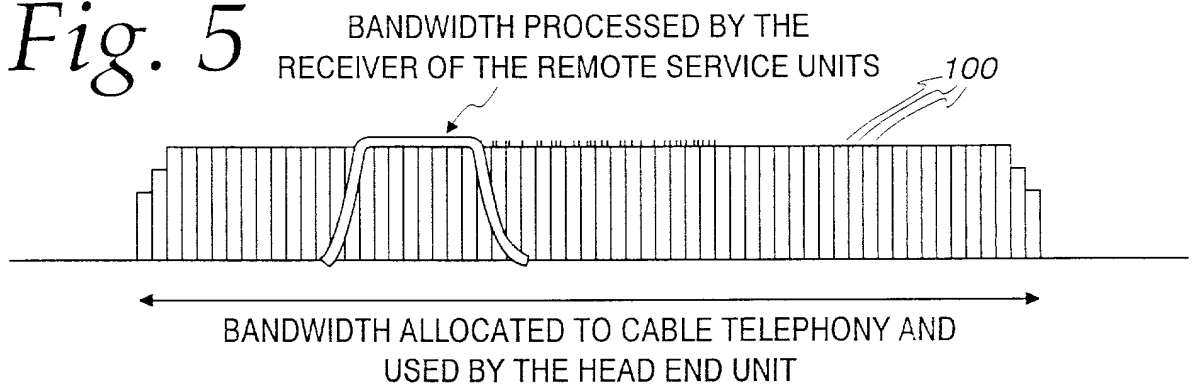 Fig. 5
BANDWIDTH PROCESSED BY THE
RECEIVER OF THE REMOTE SERVICE UNITS
100
BANDWIDTH ALLOCATED TO CABLE TELEPHONY AND
USED BY THE HEAD END UNIT